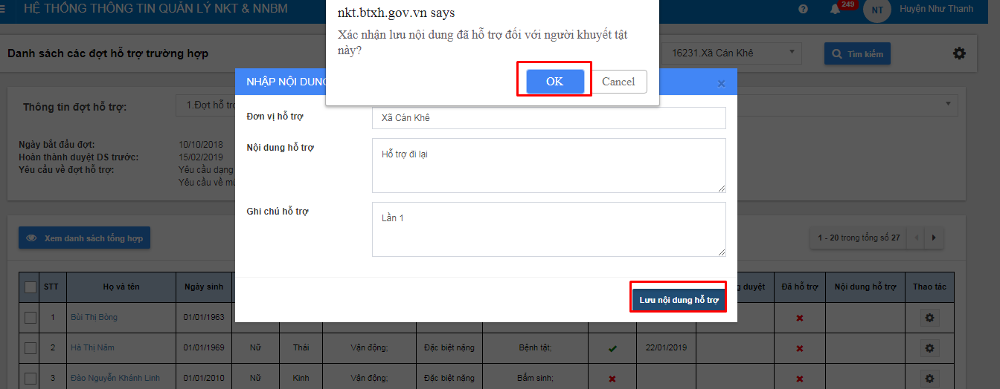 HỆ THỐNG THÔNG TIN QUẢN LÝ NKT & NNBM
249
NT
Huyện Như Thanh
nkt.btxh.gov.vn says
Xác nhận lưu nội dung đã hỗ trợ đối với người khuyết tật
này?
OK
Cancel
Danh sách các đợt hỗ trợ trường hợp
16231.Xã Cán Khê
Tìm kiếm
NHẬP NỘI DUNG
×
Thông tin đợt hỗ trợ:
1.Đợt hỗ trợ
Ngày bắt đầu đợt:
10/10/2018
Hoàn thành duyệt DS trước:
15/02/2019
Yêu cầu về đợt hỗ trợ:
Yêu cầu dạng
Yêu cầu về
Đơn vị hỗ trợ
Xã Cán Khê
Nội dung hỗ trợ
Hỗ trợ đi lại
Ghi chú hỗ trợ
Lần 1
Lưu nội dung hỗ trợ
Xem danh sách tổng hợp
1 - 20 trong tổng số 27
STT Họ và tên Ngày sinh duyệt Đã hỗ trợ Nội dung hỗ trợ Thao tác
1 Bùi Thị Bòng 01/01/1963
2 Hà Thị Năm 01/01/1969 Nữ Thái Vận động; Đặc biệt nặng Bệnh tật; 22/01/2019
3 Đào Nguyễn Khánh Linh 01/01/2010 Nữ Kinh Vận động; Đặc biệt nặng Bẩm sinh;